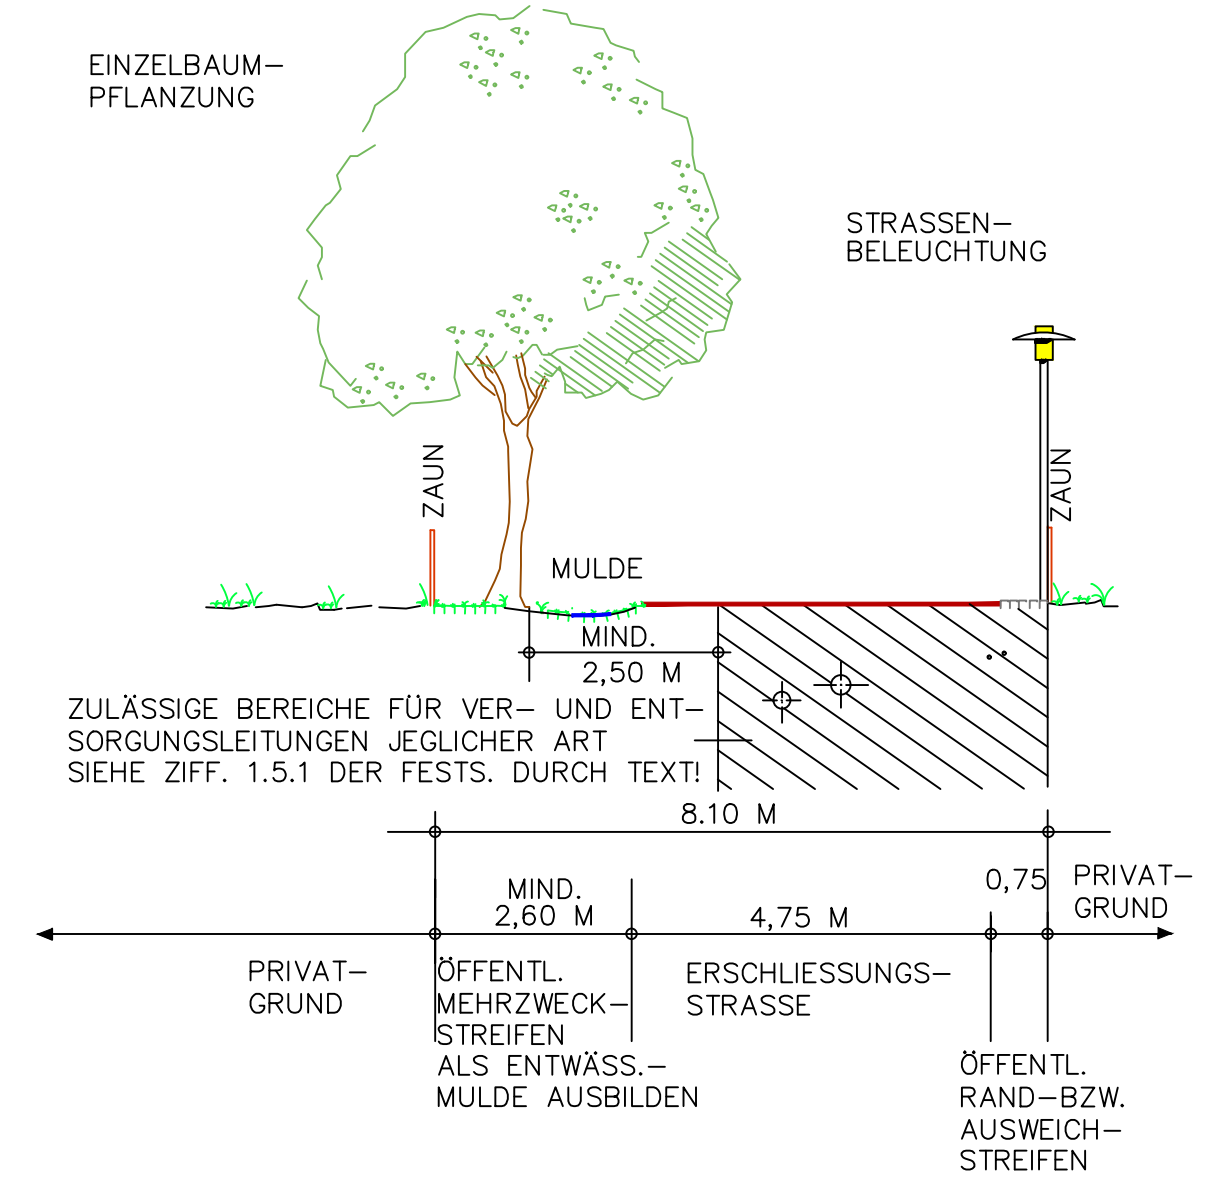 EINZELBAUM–
PFLANZUNG
STRASSEN–
BELEUCHTUNG
ZAUN
ZAUN
MULDE
MIND.
2,50 M
ZULÄSSIGE BEREICHE FÜR VER– UND ENT–
SORGUNGSLEITUNGEN JEGLICHER ART
SIEHE ZIFF. 1.5.1 DER FESTS. DURCH TEXT!
8.10 M
MIND.
2,60 M
4,75 M
0,75
PRIVAT–
GRUND
PRIVAT–
GRUND
ÖFFENTL.
MEHRZWECK–
STREIFEN
ALS ENTWÄSS.–
MULDE AUSBILDEN
ERSCHLIESSUNGS–
STRASSE
ÖFFENTL.
RAND–BZW.
AUSWEICH–
STREIFEN